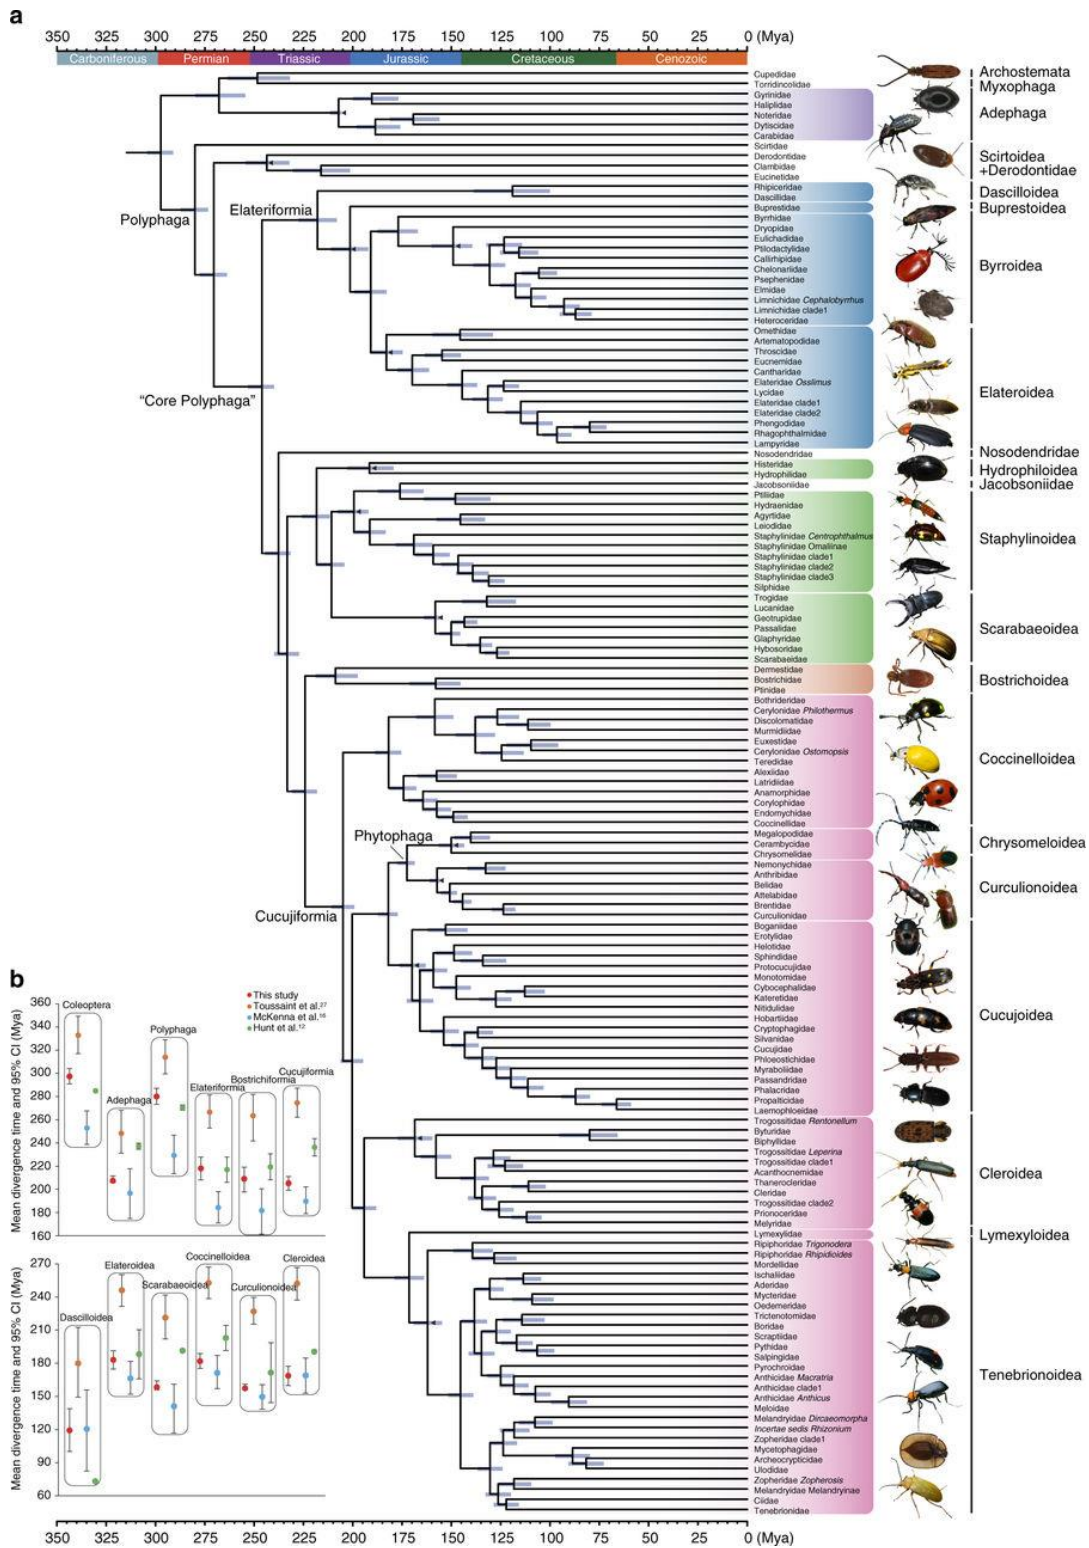 a
350 325 300 275 250 225 200 175 150 125 100 75 50 25 0 (Mya)
Carboniferous Permian Triassic Jurassic Cretaceous Cenozoic
Cupedidae
Torridincolidae
Gyrinidae
Haliplidae
Noteridae
Dytiscidae
Carabidae
Scirtidae
Derodontidae
Clambidae
Eucinetidae
Rhipiceridae
Dascillidae
Buprestidae
Byrrhidae
Dryopidae
Eulichadidae
Ptilodactylidae
Callirhipidae
Chelonariidae
Psephenidae
Elmidae
Limnichidae Cephalobyrrhus
Limnichidae clade1
Heteroceridae
Omethidae
Artematopodidae
Throscidae
Eucnemidae
Cantharidae
Elateridae Osslimus
Lycidae
Elateridae clade1
Elateridae clade2
Phengodidae
Rhagophthalmidae
Lampyridae
Nosodendridae
Histeridae
Hydrophilidae
Jacobsoniidae
Ptiliidae
Hydraenidae
Agyrtidae
Leiodidae
Staphylinidae Centrophthalmus
Staphylinidae Omaliinae
Staphylinidae clade1
Staphylinidae clade2
Staphylinidae clade3
Silphidae
Trogidae
Lucanidae
Geotrupidae
Passalidae
Glaphyridae
Hybosoridae
Scarabaeidae
Dermestidae
Bostrichidae
Ptinidae
Bothrideridae
Cerylonidae Philothermus
Discolomatidae
Murmidiidae
Euxestidae
Cerylonidae Ostomopsis
Teredidae
Alexiidae
Latridiidae
Anamorphidae
Corylophidae
Endomychidae
Coccinellidae
Megalopodidae
Cerambycidae
Chrysomelidae
Nemonychidae
Anthribidae
Belidae
Attelabidae
Brentidae
Curculionidae
Boganiidae
Erotylidae
Helotidae
Sphindidae
Protocucujidae
Monotomidae
Cybocephalidae
Kateretidae
Nitidulidae
Hobartiidae
Cryptophagidae
Silvanidae
Cucujidae
Phloeostichidae
Myraboliidae
Passandridae
Phalacridae
Propalticidae
Laemophloeidae
Trogossitidae Rentonellum
Byturidae
Biphyllidae
Trogossitidae Leperina
Trogossitidae clade1
Acanthocnemidae
Thanerocleridae
Cleridae
Trogossitidae clade2
Prionoceridae
Melyridae
Lymexylidae
Ripiphoridae Trigonodera
Ripiphoridae Rhipidioides
Mordellidae
Ischaliidae
Aderidae
Mycteridae
Oedemeridae
Trictenotomidae
Boridae
Scraptiidae
Pythidae
Salpingidae
Pyrochroidae
Anthicidae Macratria
Anthicidae clade1
Anthicidae Anthicus
Meloidae
Melandryidae Dircaeomorpha
Incertae sedis Rhizonium
Zopheridae clade1
Mycetophagidae
Archeocrypticidae
Ulodidae
Zopheridae Zopherosis
Melandryidae Melandryinae
Ciidae
Tenebrionidae
Polyphaga
Elateriformia
"Core Polyphaga"
Phytophaga
Cucujiformia
Archostemata
Myxophaga
Adephaga
Scirtoidea
+Derodontidae
Dascilloidea
Buprestoidea
Byrroidea
Elateroidea
Nosodendridae
Hydrophiloidea
Jacobsoniidae
Staphylinoidea
Scarabaeoidea
Bostrichoidea
Coccinelloidea
Chrysomeloidea
Curculionoidea
Cucujoidea
Cleroidea
Lymexyloidea
Tenebrionoidea
b
Mean divergence time and 95% CI (Mya)
360
340
320
300
280
260
240
220
200
180
160
Coleoptera
Adephaga
Polyphaga
Elateriformia
Bostrichiformia
Cucujiformia
This study
Toussaint et al.27
McKenna et al.16
Hunt et al.12
Mean divergence time and 95% CI (Mya)
270
240
210
180
150
120
90
60
Dascilloidea
Elateroidea
Scarabaeoidea
Coccinelloidea
Curculionoidea
Cleroidea
350 325 300 275 250 225 200 175 150 125 100 75 50 25 0 (Mya)